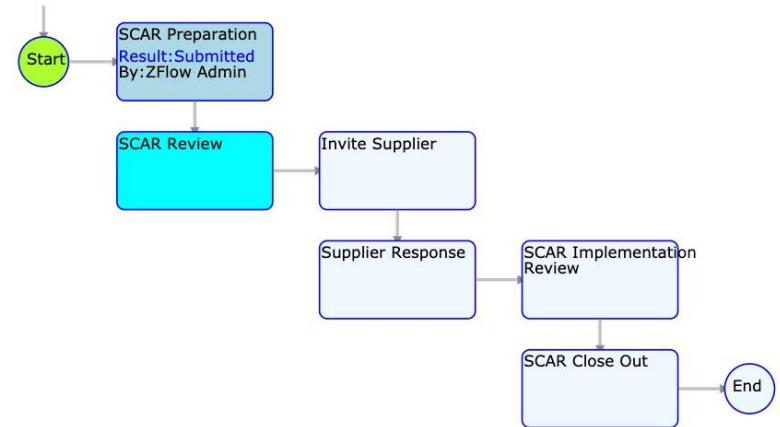 Start
SCAR Preparation
Result:Submitted
By:ZFlow Admin
SCAR Review
Invite Supplier
Supplier Response
SCAR Implementation
Review
SCAR Close Out
End